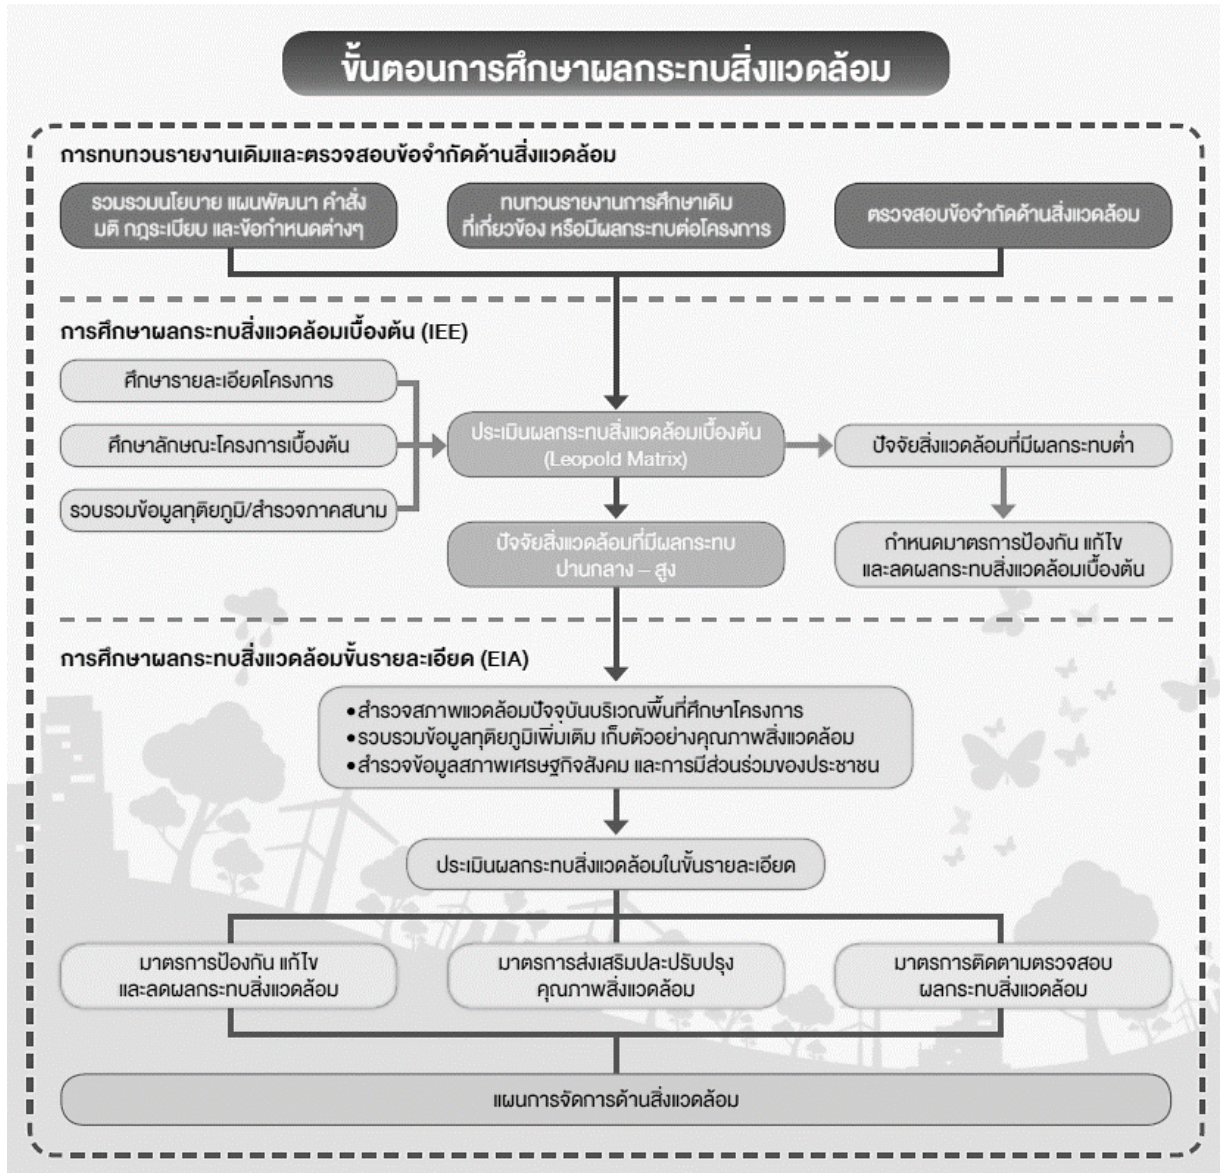 ขั้นตอนการศึกษาผลกระทบสิ่งแวดล้อม
การทบทวนรายงานเดิมและตรวจสอบข้อจำกัดด้านสิ่งแวดล้อม
รวมรวมนโยบาย แผนพัฒนา คำสั่ง
มติ กฎระเบียบ และข้อกำหนดต่างๆ
ทบทวนรายงานการศึกษาเดิม
ที่เกี่ยวข้อง หรือมีผลกระทบต่อโครงการ
ตรวจสอบข้อจำกัดด้านสิ่งแวดล้อม
การศึกษาผลกระทบสิ่งแวดล้อมเบื้องต้น (IEE)
ศึกษารายละเอียดโครงการ
ศึกษาลักษณะโครงการเบื้องต้น
รวบรวมข้อมูลทุติยภูมิ/สำรวจภาคสนาม
ประเมินผลกระทบสิ่งแวดล้อมเบื้องต้น
(Leopold Matrix)
ปัจจัยสิ่งแวดล้อมที่มีผลกระทบต่ำ
ปัจจัยสิ่งแวดล้อมที่มีผลกระทบ
ปานกลาง – สูง
กำหนดมาตรการป้องกัน แก้ไข
และลดผลกระทบสิ่งแวดล้อมเบื้องต้น
การศึกษาผลกระทบสิ่งแวดล้อมขั้นรายละเอียด (EIA)
•สำรวจสภาพแวดล้อมปัจจุบันบริเวณพื้นที่ศึกษาโครงการ
•รวบรวมข้อมูลทุติยภูมิเพิ่มเติม เก็บตัวอย่างคุณภาพสิ่งแวดล้อม
•สำรวจข้อมูลสภาพเศรษฐกิจสังคม และการมีส่วนร่วมของประชาชน
ประเมินผลกระทบสิ่งแวดล้อมในขั้นรายละเอียด
มาตรการป้องกัน แก้ไข
และลดผลกระทบสิ่งแวดล้อม
มาตรการส่งเสริมปละปรับปรุง
คุณภาพสิ่งแวดล้อม
มาตรการติดตามตรวจสอบ
ผลกระทบสิ่งแวดล้อม
แผนการจัดการด้านสิ่งแวดล้อม